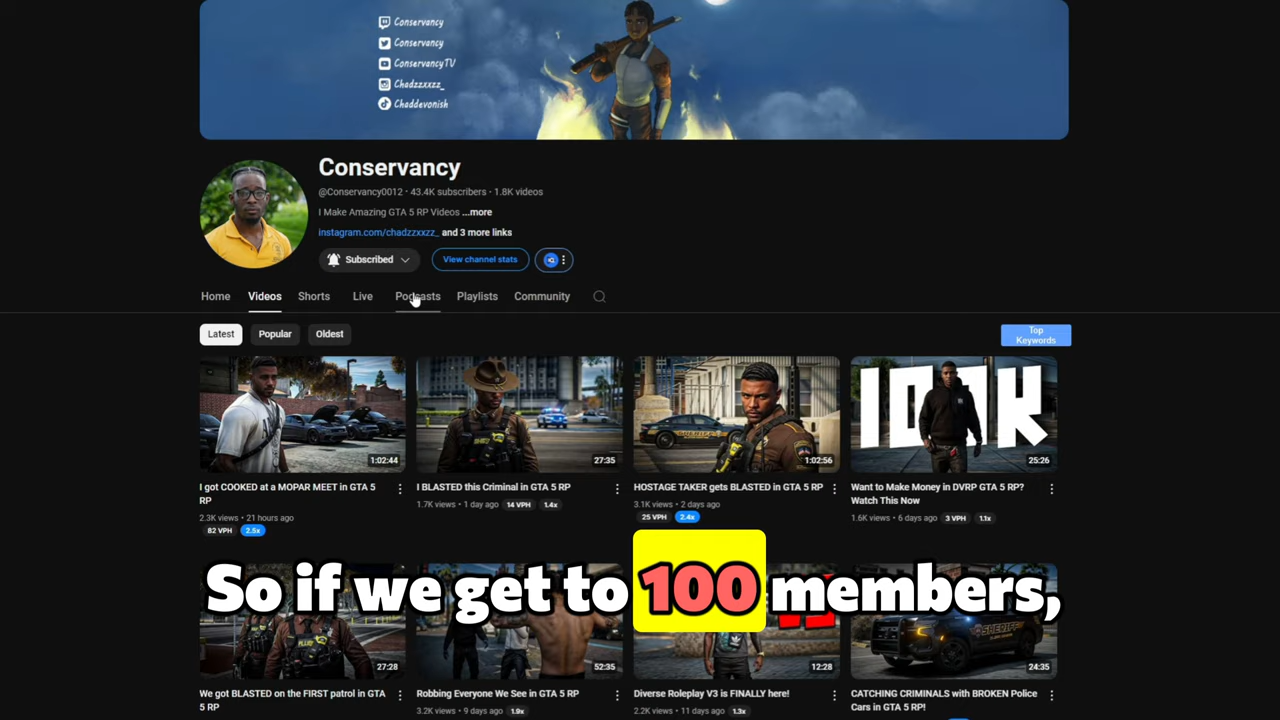 Conservancy
Conservancy
ConservancyTV
Chadzzxxzz_
Chaddevonish
Conservancy
@Conservancy0012 · 43.4K subscribers · 1.8K videos
I Make Amazing GTA 5 RP Videos ...more
instagram.com/chadzzxxzz_ and 3 more links
Subscribed
View channel stats
Home Videos Shorts Live Podcasts Playlists Community
Latest Popular Oldest
Top
Keywords
100K
1:02:44
27:35
1:02:56
25:26
I got COOKED at a MOPAR MEET in GTA 5
RP
2.3K views • 21 hours ago
82 VPH 2.5x
I BLASTED this Criminal in GTA 5 RP
1.7K views • 1 day ago 14 VPH 1.4x
HOSTAGE TAKER gets BLASTED in GTA 5 RP
3.1K views • 2 days ago
25 VPH 2.4x
Want to Make Money in DVRP GTA 5 RP?
Watch This Now
1.6K views • 6 days ago 3 VPH 1.1x
So if we get to 100 members,
SHERIFF
27:28
52:35
12:28
24:35
We got BLASTED on the FIRST patrol in GTA
5 RP
Robbing Everyone We See in GTA 5 RP
3.2K views • 9 days ago 1.9x
Diverse Roleplay V3 is FINALLY here!
2.2K views • 11 days ago 1.3x
CATCHING CRIMINALS with BROKEN Police
Cars in GTA 5 RP!